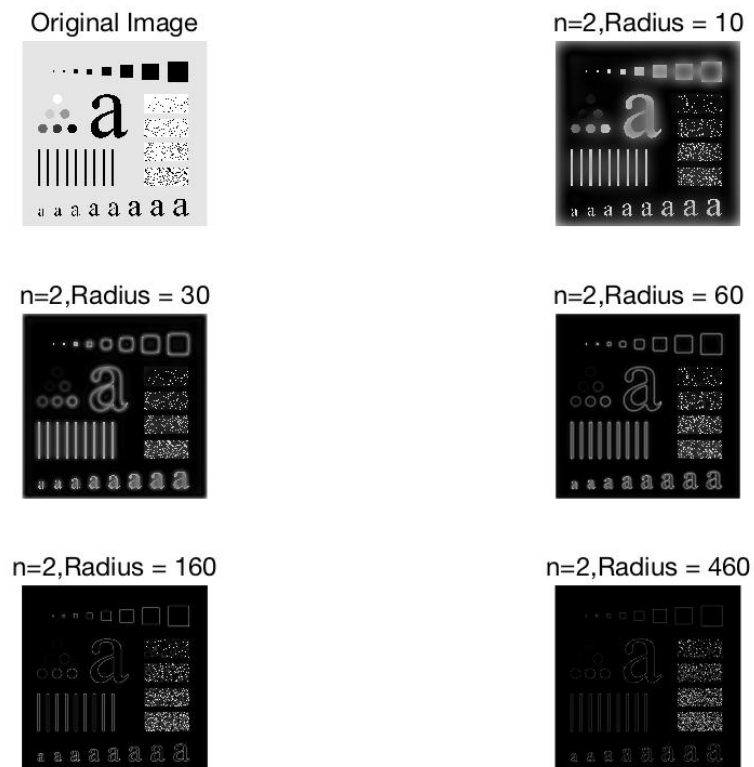 Original Image
n=2,Radius = 10
a
a a a a a a a a
a
a a a a a a a a
n=2,Radius = 30
n=2,Radius = 60
a
a a a a a a a a
a
a a a a a a a a
n=2,Radius = 160
n=2,Radius = 460
a
a a a a a a a a
a
a a a a a a a a